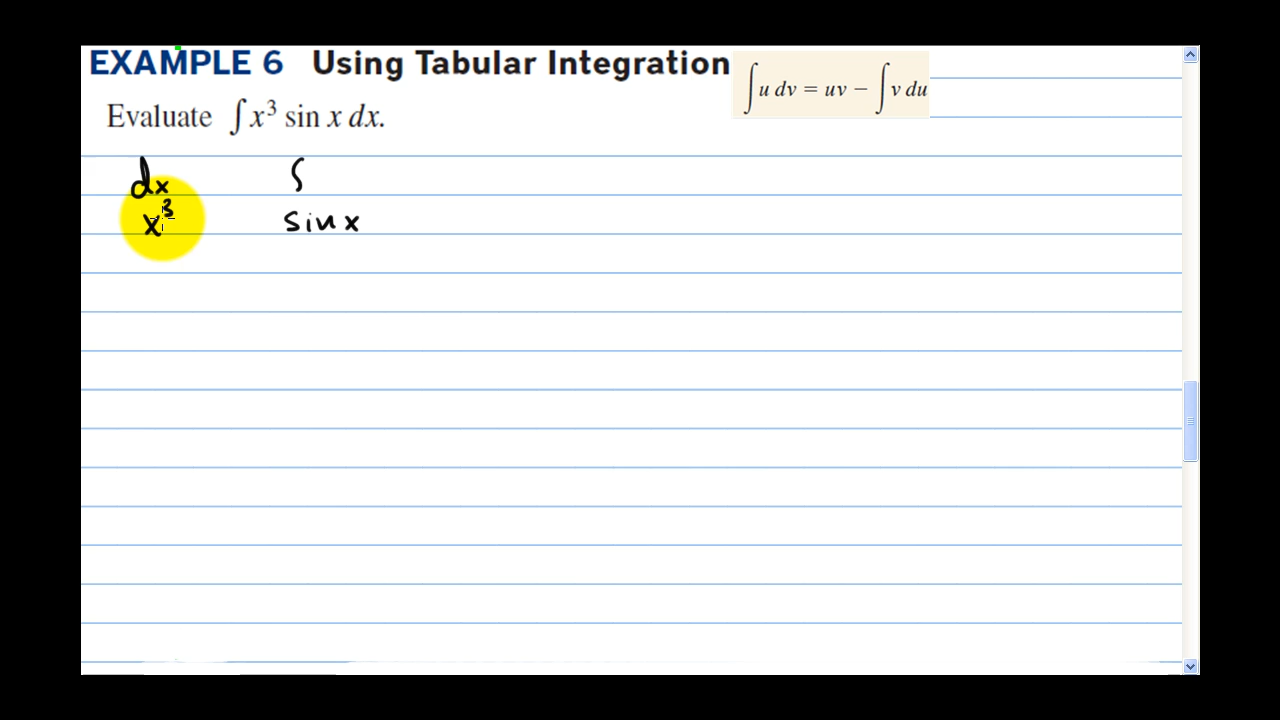 EXAMPLE 6 Using Tabular Integration
∫u dv = uv − ∫v du
Evaluate ∫x³ sin x dx.
dx ∫
x³ sin x